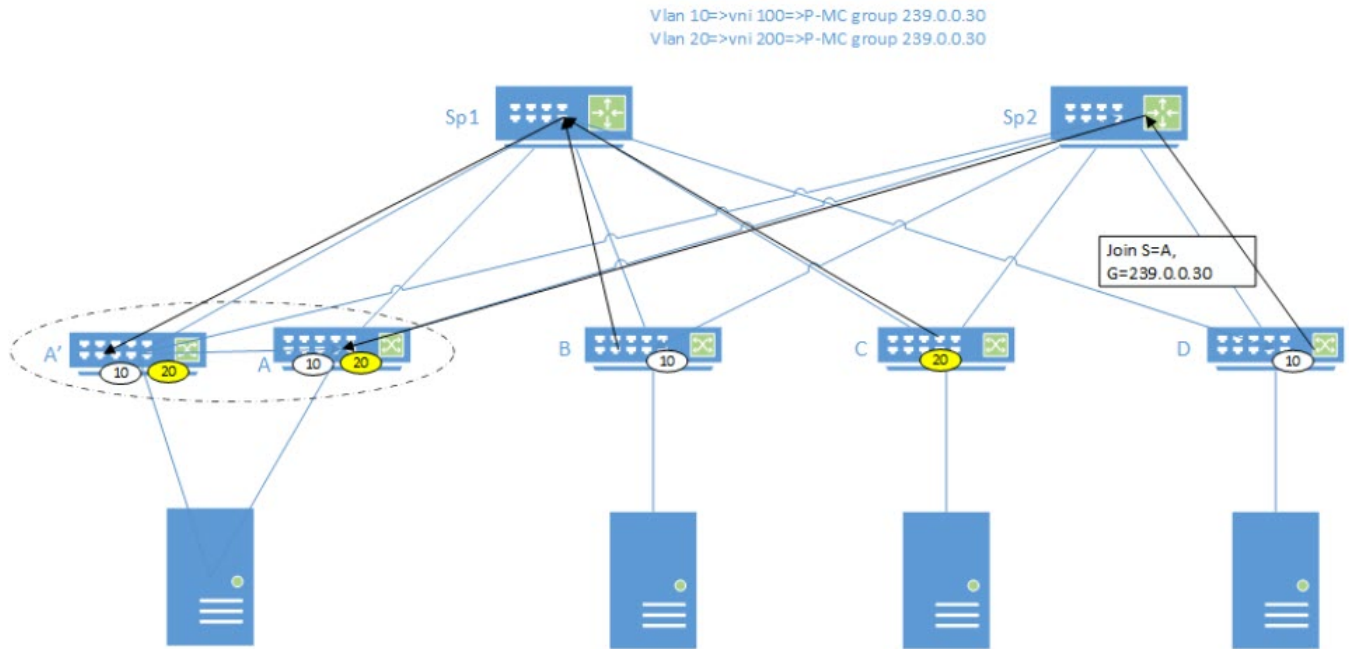 Vlan 10=>vni 100=>P-MC group 239.0.0.30
Vlan 20=>vni 200=>P-MC group 239.0.0.30
Sp1
Sp2
Join S=A,
G=239.0.0.30
A′
A
B
C
D
10
20
10
20
10
20
10